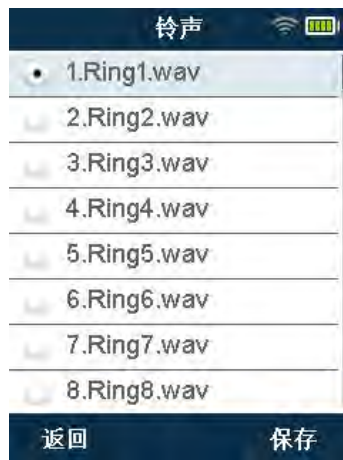 铃声
1.Ring1.wav
2.Ring2.wav
3.Ring3.wav
4.Ring4.wav
5.Ring5.wav
6.Ring6.wav
7.Ring7.wav
8.Ring8.wav
返回 保存